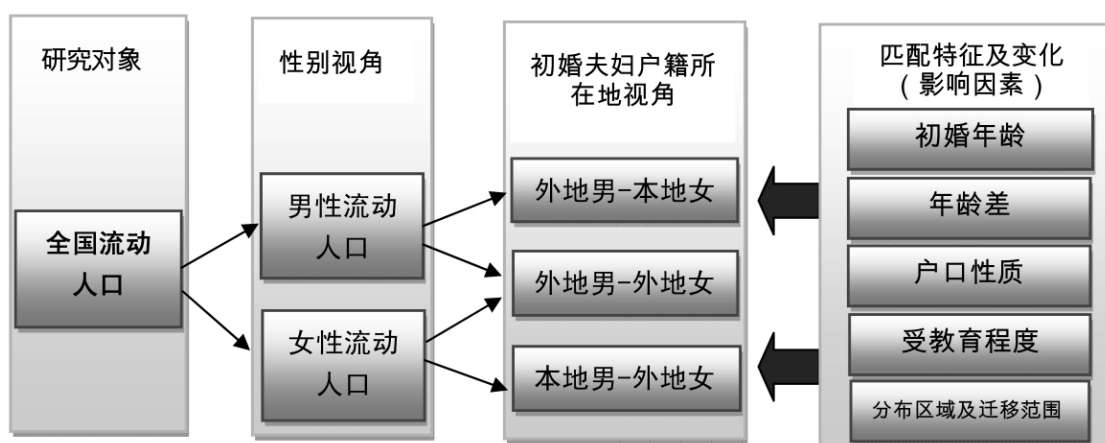 研究对象
全国流动
人口
性别视角
男性流动
人口
女性流动
人口
初婚夫妇户籍所
在地视角
外地男-本地女
外地男-外地女
本地男-外地女
匹配特征及变化
（影响因素）
初婚年龄
年龄差
户口性质
受教育程度
分布区域及迁移范围